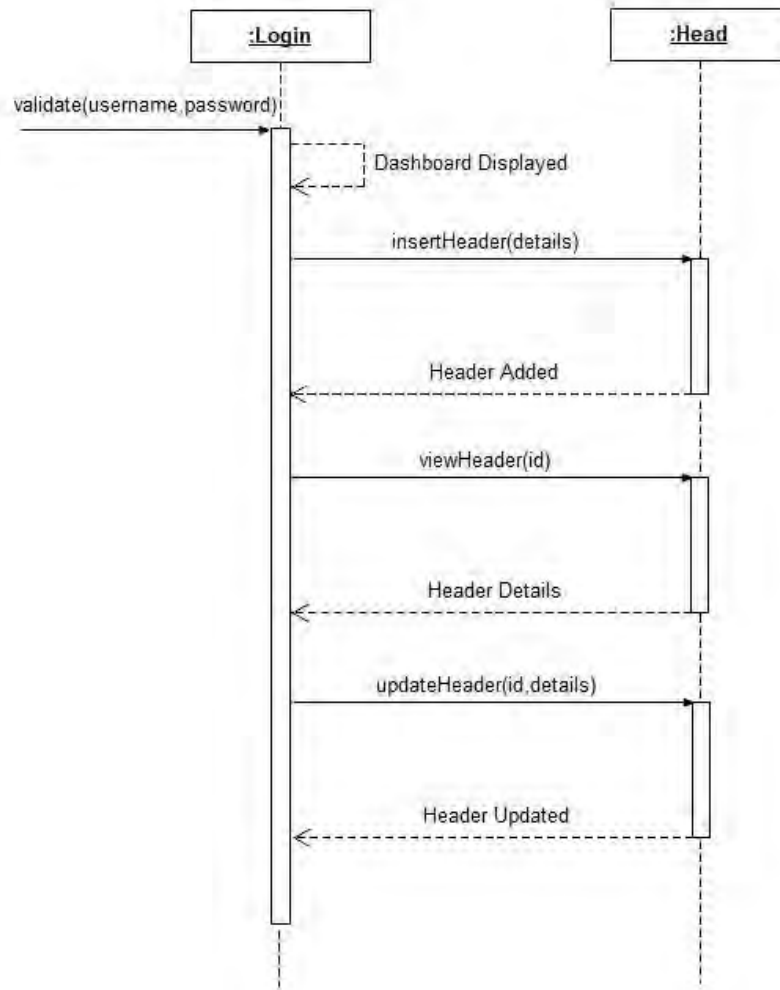 :Login
:Head
validate(username,password)
Dashboard Displayed
insertHeader(details)
Header Added
viewHeader(id)
Header Details
updateHeader(id,details)
Header Updated